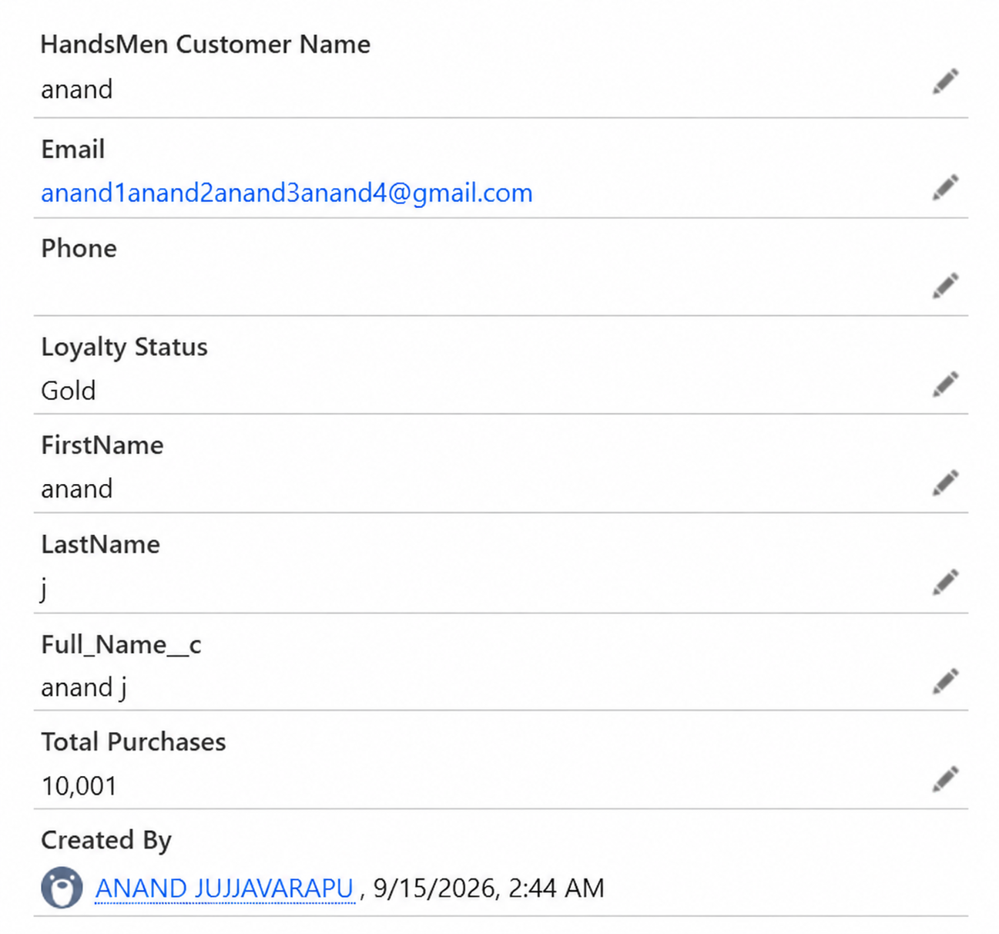 HandsMen Customer Name
anand
Email
anand1anand2anand3anand4@gmail.com
Phone
Loyalty Status
Gold
FirstName
anand
LastName
j
Full_Name__c
anand j
Total Purchases
10,001
Created By
ANAND JUJJAVARAPU , 9/15/2026, 2:44 AM